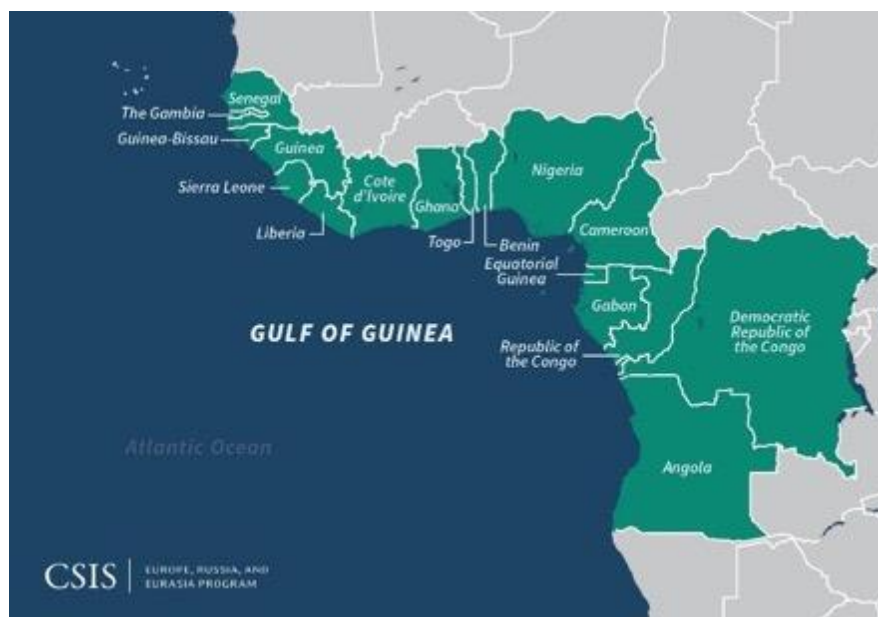 Senegal
The Gambia
Guinea-Bissau
Guinea
Sierra Leone
Cote
d'Ivoire
Ghana
Liberia
Togo
Benin
Nigeria
Cameroon
Equatorial
Guinea
Gabon
Republic of
the Congo
Democratic
Republic of
the Congo
GULF OF GUINEA
Atlantic Ocean
Angola
CSIS
EUROPE, RUSSIA, AND
EURASIA PROGRAM